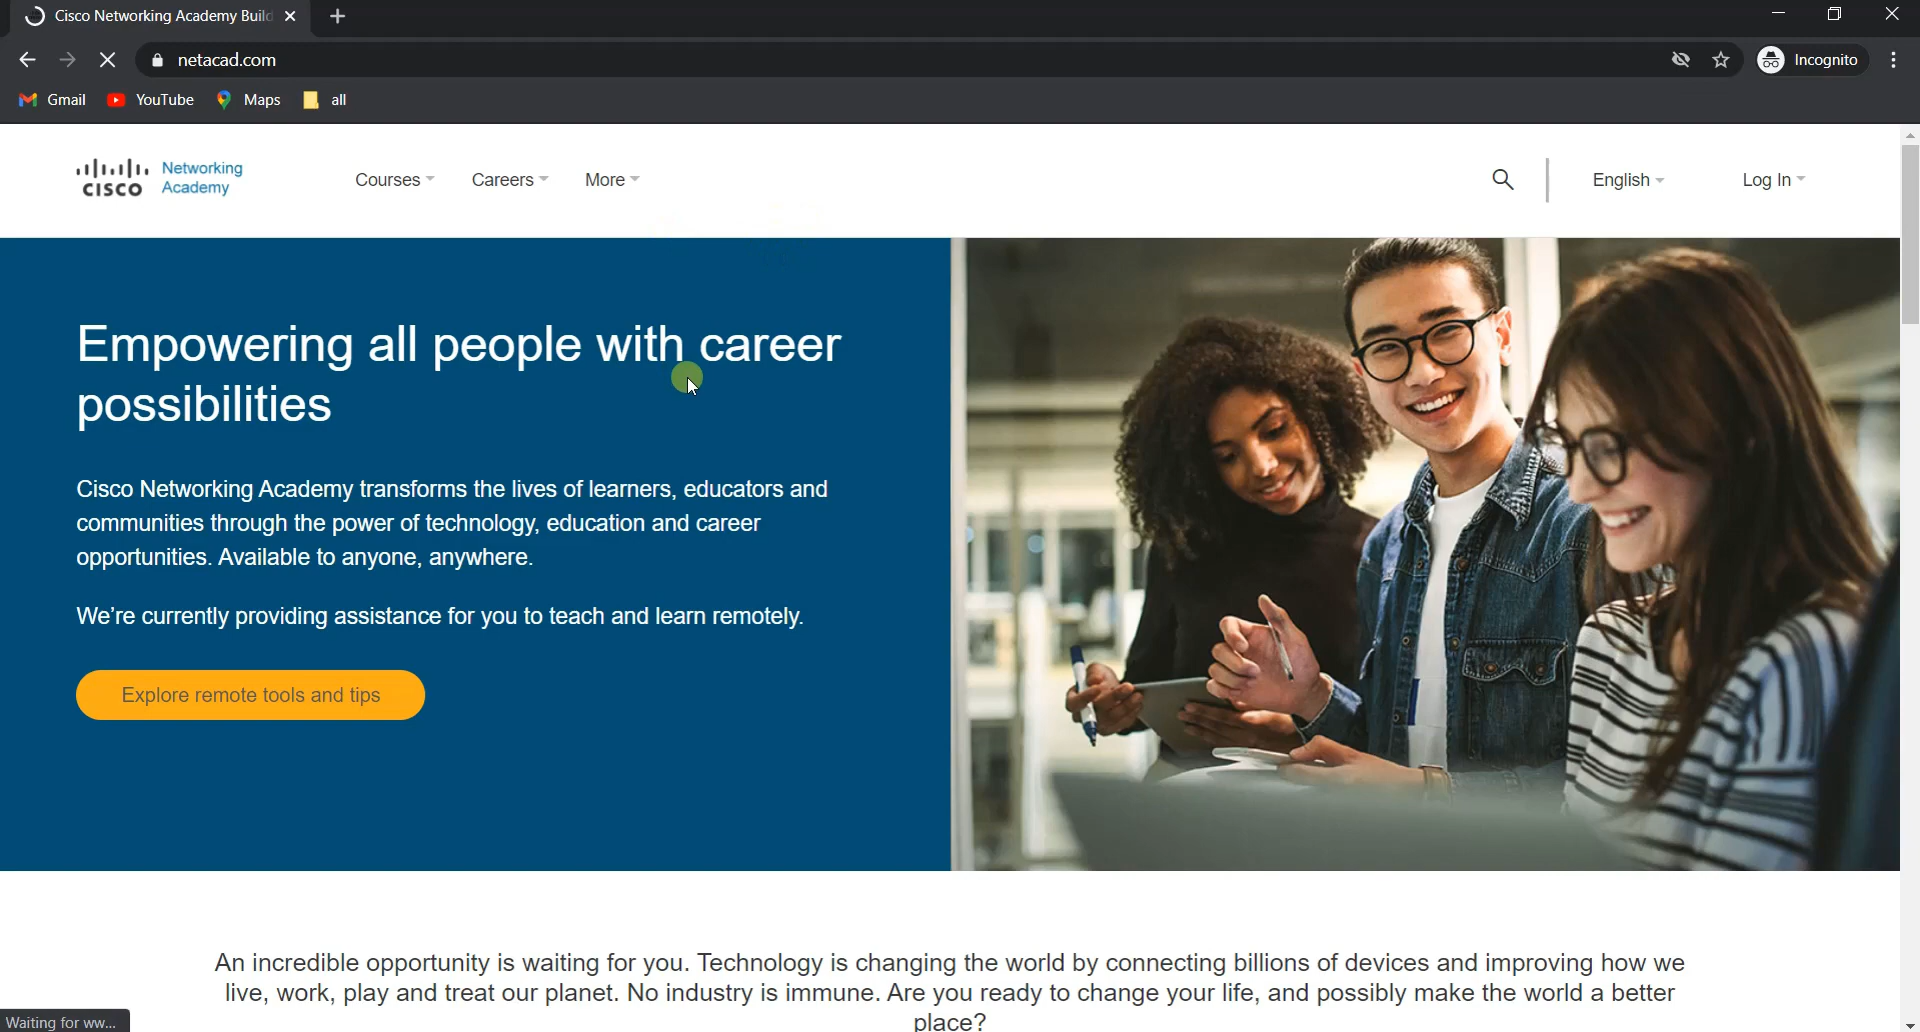 Cisco Networking Academy Build
netacad.com
Incognito
Gmail
YouTube
Maps
all
CISCO
Networking
Academy
Courses
Careers
More
English
Log In
Empowering all people with career
possibilities
Cisco Networking Academy transforms the lives of learners, educators and
communities through the power of technology, education and career
opportunities. Available to anyone, anywhere.
We're currently providing assistance for you to teach and learn remotely.
Explore remote tools and tips
An incredible opportunity is waiting for you. Technology is changing the world by connecting billions of devices and improving how we
live, work, play and treat our planet. No industry is immune. Are you ready to change your life, and possibly make the world a better
place?
Waiting for ww...